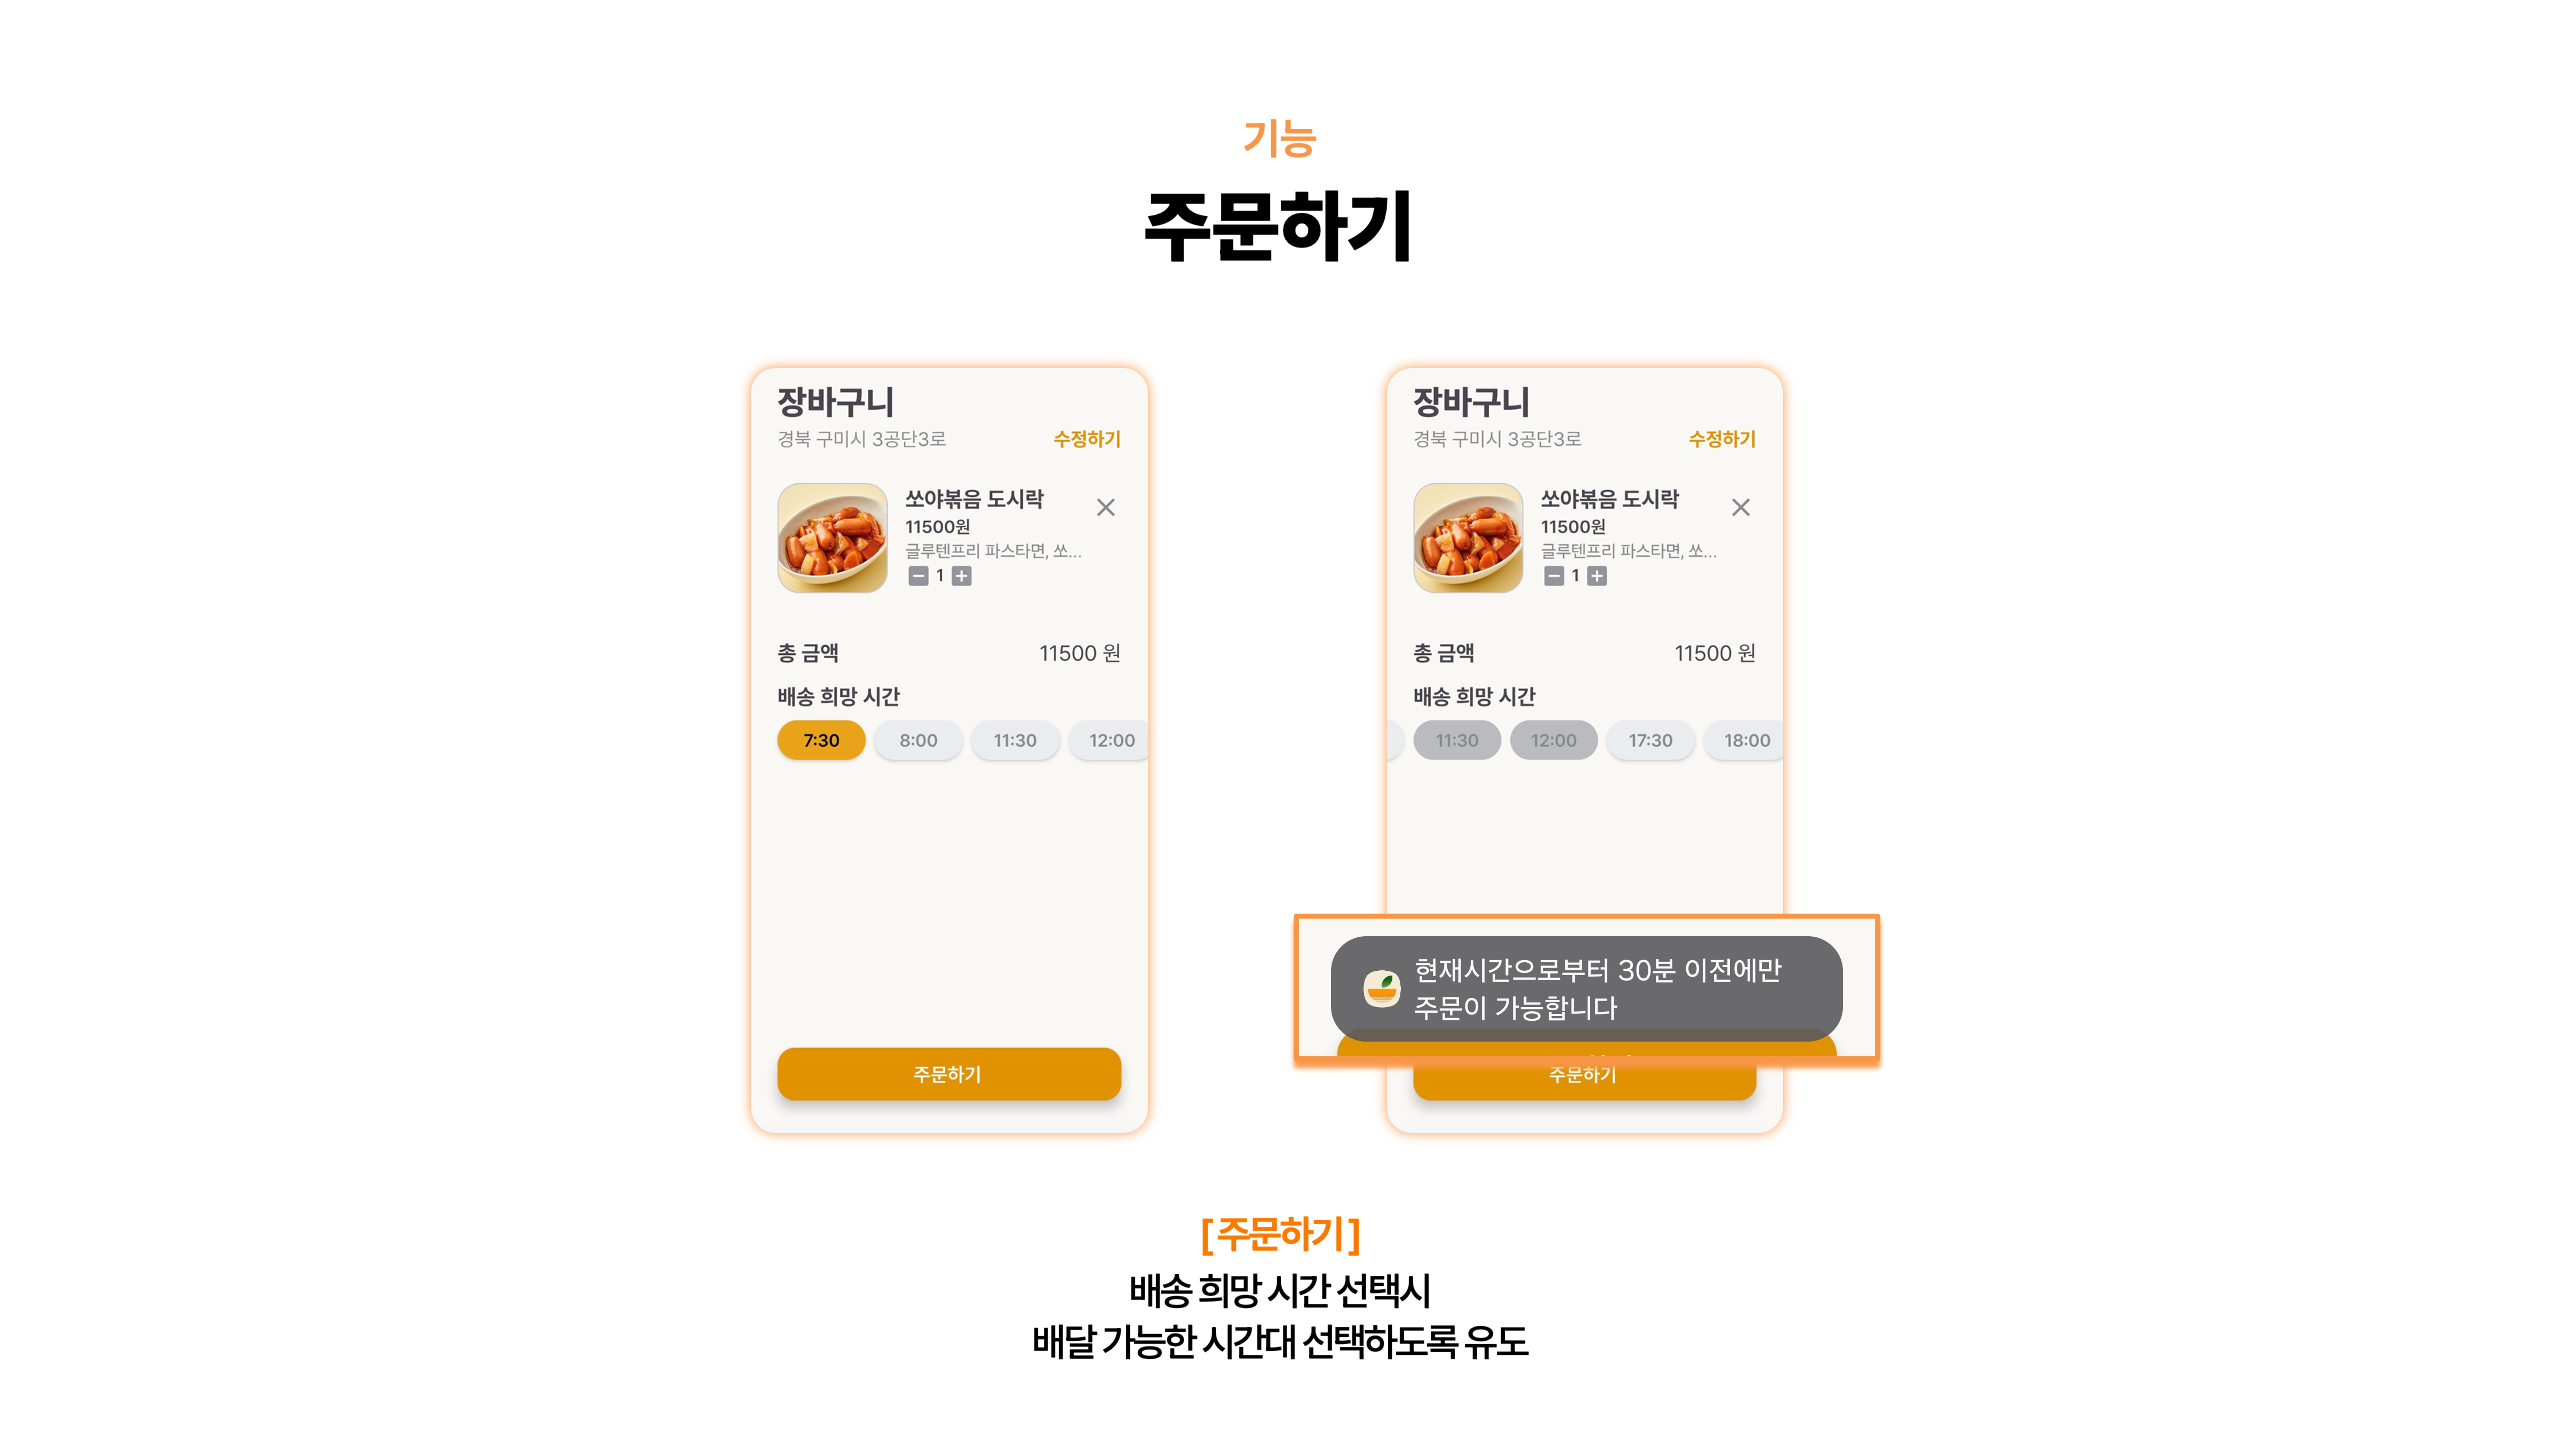 기능
주문하기
장바구니
경북 구미시 3공단3로 수정하기
쏘야볶음 도시락
11500원
글루텐프리 파스타면, 쏘...
1
총 금액 11500 원
배송 희망 시간
7:30 8:00 11:30 12:00
주문하기
장바구니
경북 구미시 3공단3로 수정하기
쏘야볶음 도시락
11500원
글루텐프리 파스타면, 쏘...
1
총 금액 11500 원
배송 희망 시간
11:30 12:00 17:30 18:00
현재시간으로부터 30분 이전에만
주문이 가능합니다
주문하기
[ 주문하기 ]
배송 희망 시간 선택시
배달 가능한 시간대 선택하도록 유도